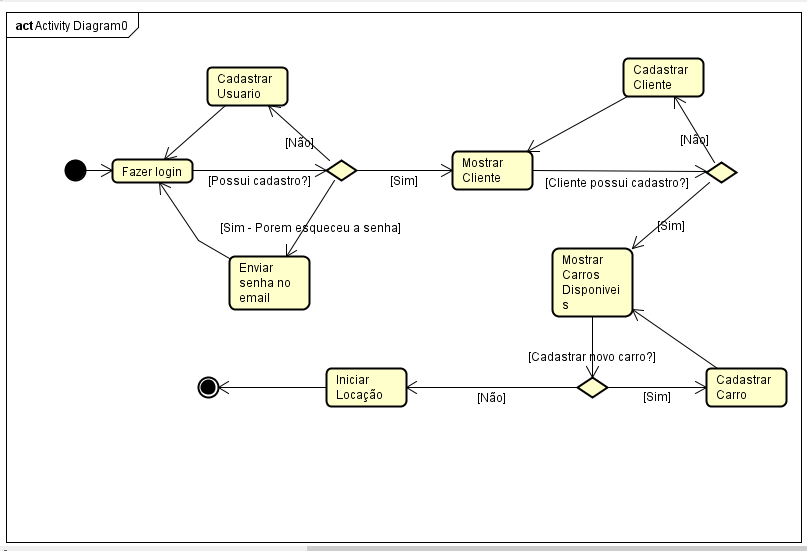 act Activity Diagram0
Cadastrar
Usuario
Cadastrar
Cliente
[Não]
[Não]
Fazer login
[Possui cadastro?]
[Sim]
Mostrar
Cliente
[Cliente possui cadastro?]
[Sim - Porem esqueceu a senha]
[Sim]
Enviar
senha no
email
Mostrar
Carros
Disponivei
s
[Cadastrar novo carro?]
Iniciar
Locação
[Não]
[Sim]
Cadastrar
Carro